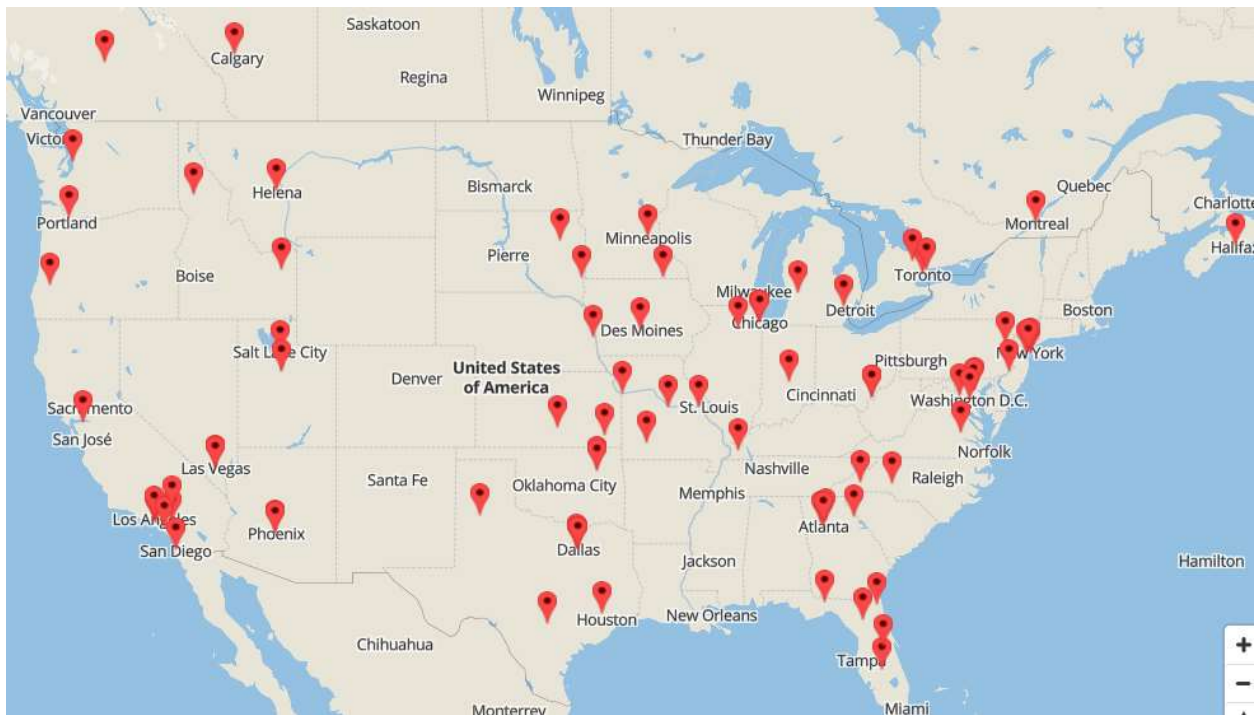 Saskatoon
Calgary
Regina
Winnipeg
Vancouver
Victor
Thunder Bay
Quebec
Charlotte
Helena
Bismarck
Portland
Montreal
Halifax
Minneapolis
Pierre
Boise
Toronto
Milwaukee
Detroit
Boston
Chicago
Des Moines
Salt Lake City
New York
Pittsburgh
United States
of America
Denver
Cincinnati
Washington D.C.
Sacramento
St. Louis
San José
Norfolk
Las Vegas
Nashville
Raleigh
Santa Fe
Oklahoma City
Memphis
Los Angeles
Atlanta
Phoenix
San Diego
Dallas
Jackson
Hamilton
New Orleans
Houston
Chihuahua
Tampa
Monterrey
Miami
+
−